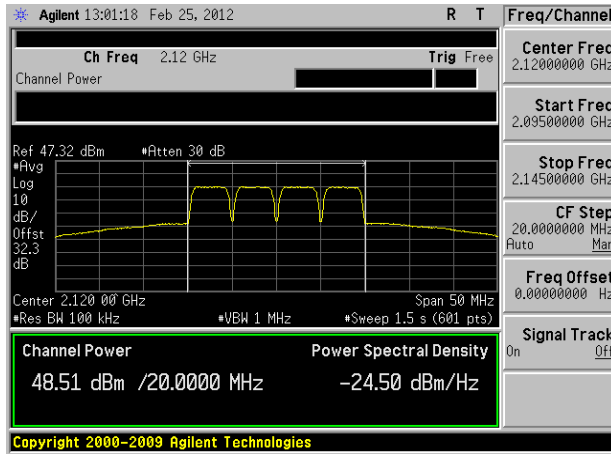 Agilent 13:01:18 Feb 25, 2012 R T
Freq/Channel
Ch Freq 2.12 GHz Trig Free
Channel Power
Center Freq
2.12000000 GHz
Start Freq
2.09500000 GHz
Stop Freq
2.14500000 GHz
CF Step
20.0000000 MHz
Auto Man
Freq Offset
0.00000000 Hz
Signal Track
On Off
Ref 47.32 dBm #Atten 30 dB
#Avg
Log
10
dB/
Offst
32.3
dB
Center 2.120 00 GHz Span 50 MHz
#Res BW 100 kHz #VBW 1 MHz #Sweep 1.5 s (601 pts)
Channel Power Power Spectral Density
48.51 dBm /20.0000 MHz -24.50 dBm/Hz
Copyright 2000-2009 Agilent Technologies